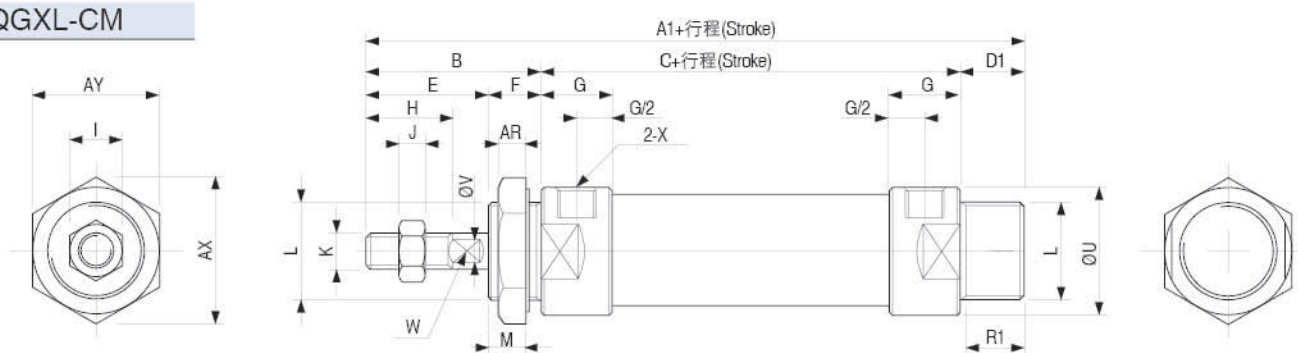 QGXL-CM
A1+行程(Stroke)
B
C+行程(Stroke)
D1
AY
E
F
G
G
H
G/2
G/2
I
J
AR
2-X
ØV
AX
L
K
L
ØU
W
M
R1